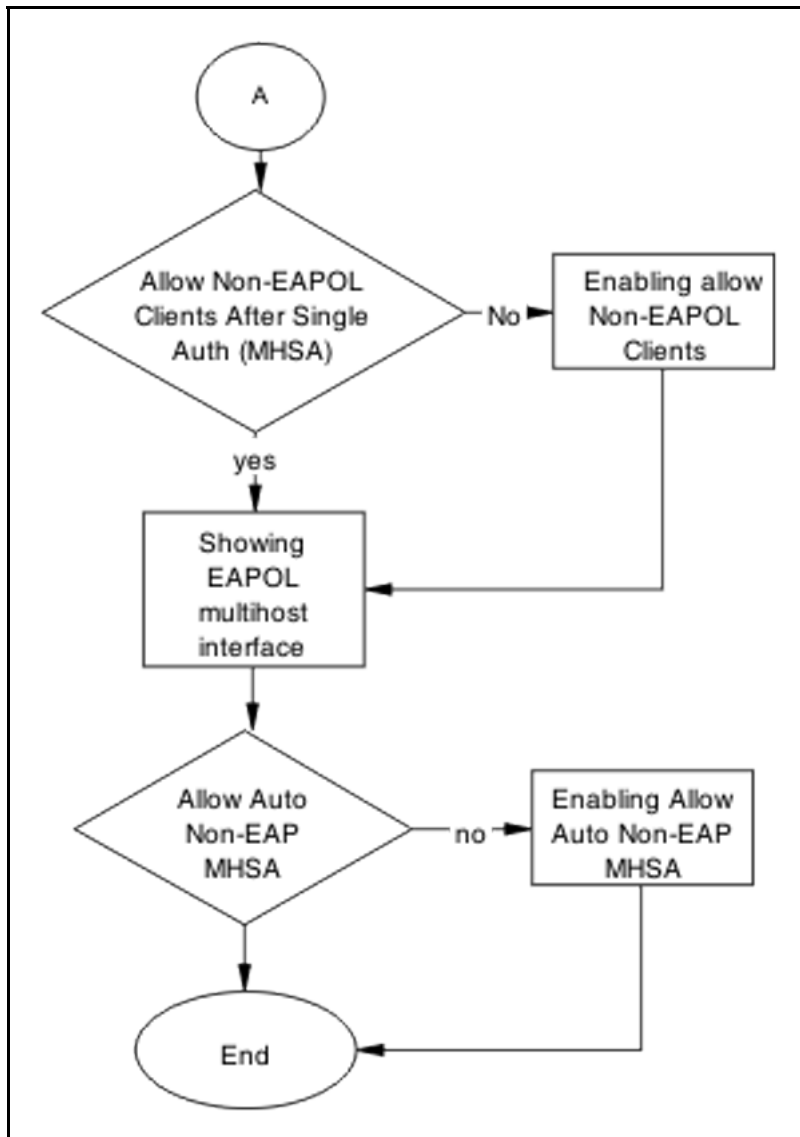 A
Allow Non-EAPOL
Clients After Single
Auth (MHSA)
No
Enabling allow
Non-EAPOL
Clients
yes
Showing
EAPOL
multihost
interface
Allow Auto
Non-EAP
MHSA
no
Enabling Allow
Auto Non-EAP
MHSA
End